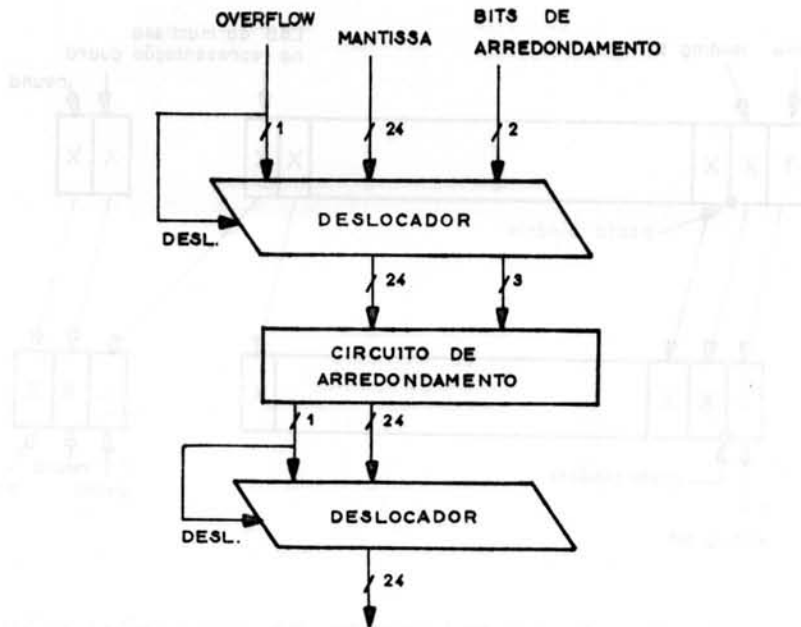 OVERFLOW
MANTISSA
BITS DE
ARREDONDAMENTO
1
24
2
DESLOCADOR
DESL.
24
3
CIRCUITO DE
ARREDONDAMENTO
1
24
DESLOCADOR
DESL.
24